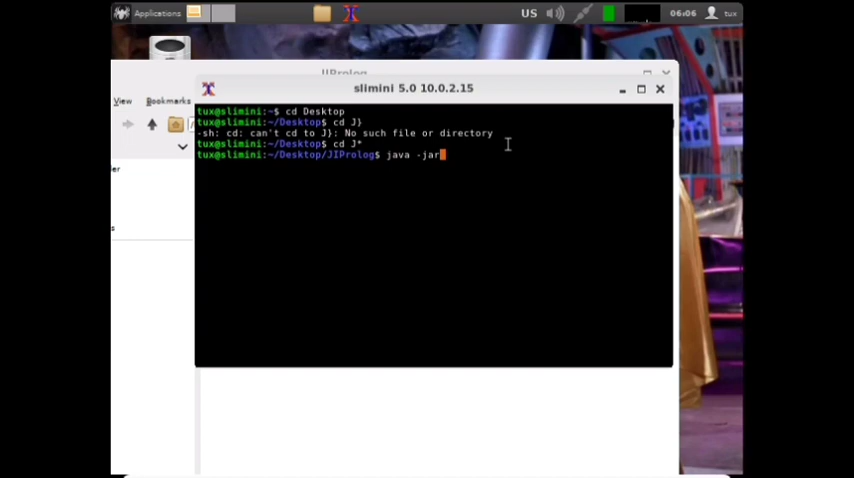 Applications
US
06:06
tux
JIProlog
slimini 5.0 10.0.2.15
View Bookmarks
tux@slimini:~$ cd Desktop
tux@slimini:~/Desktop$ cd J}
-sh: cd: can't cd to J}: No such file or directory
tux@slimini:~/Desktop$ cd J*
tux@slimini:~/Desktop/JIProlog$ java -jar